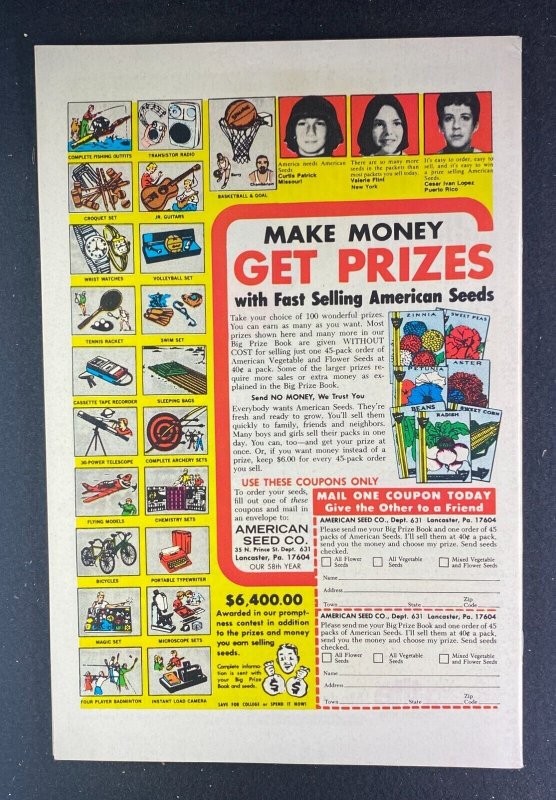 COMPLETE FISHING OUTFITS
TRANSISTOR RADIO
CROQUET SET
JR. GUITARS
WRIST WATCHES
VOLLEYBALL SET
TENNIS RACKET
SWIM SET
CASSETTE TAPE RECORDER
SLEEPING BAGS
30-POWER TELESCOPE
COMPLETE ARCHERY SETS
FLYING MODELS
CHEMISTRY SETS
BICYCLES
PORTABLE TYPEWRITER
MAGIC SET
MICROSCOPE SETS
FOUR PLAYER BADMINTON
INSTANT LOAD CAMERA
Barry
Chamberlain
BASKETBALL & GOAL
America needs American
Seeds
Curtis Patrick
Missouri
There are so many more
seeds in the packets than
most packets you sell today.
Valerie Flint
New York
It's easy to order, easy to
sell, and it's easy to win
a prize selling American
Seeds.
Cesar Ivan Lopez
Puerto Rico
MAKE MONEY
GET PRIZES
with Fast Selling American Seeds
Take your choice of 100 wonderful prizes.
You can earn as many as you want. Most
prizes shown here and many more in our
Big Prize Book are given WITHOUT
COST for selling just one 45-pack order of
American Vegetable and Flower Seeds at
40¢ a pack. Some of the larger prizes re-
quire more sales or extra money as ex-
plained in the Big Prize Book.
Send NO MONEY, We Trust You
Everybody wants American Seeds. They're
fresh and ready to grow. You'll sell them
quickly to family, friends and neighbors.
Many boys and girls sell their packs in one
day. You can, too—and get your prize at
once. Or, if you want money instead of a
prize, keep $6.00 for every 45-pack order
you sell.
ZINNIA
SWEET PEAS
PETUNIA
ASTER
BEANS
RADISH
SWEET CORN
USE THESE COUPONS ONLY
To order your seeds,
fill out one of these
coupons and mail in
an envelope to:
AMERICAN
SEED CO.
35 N. Prince St. Dept. 631
Lancaster, Pa. 17604
OUR 58th YEAR
MAIL ONE COUPON TODAY
Give the Other to a Friend
AMERICAN SEED CO., Dept. 631 Lancaster, Pa. 17604
Please send me your Big Prize Book and one order of 45
packs of American Seeds. I'll sell them at 40¢ a pack,
send you the money and choose my prize. Send seeds
checked.
All Flower Seeds
All Vegetable Seeds
Mixed Vegetable and Flower Seeds
Name
Address
Town State Zip Code
AMERICAN SEED CO., Dept. 631 Lancaster, Pa. 17604
Please send me your Big Prize Book and one order of 45
packs of American Seeds. I'll sell them at 40¢ a pack,
send you the money and choose my prize. Send seeds
checked.
All Flower Seeds
All Vegetable Seeds
Mixed Vegetable and Flower Seeds
Name
Address
Town State Zip Code
$6,400.00
Awarded in our prompt-
ness contest in addition
to the prizes and money
you earn selling
seeds.
Complete informa-
tion is sent with
your Big Prize
Book and seeds.
SAVE FOR COLLEGE or SPEND IT NOW!